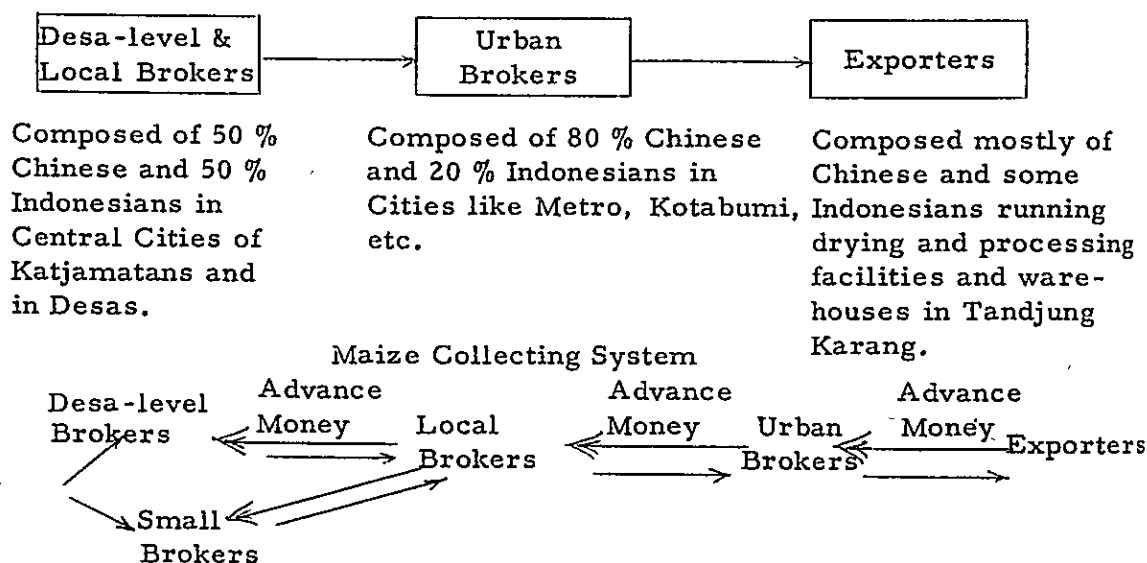 Desa-level &
Local Brokers
Urban
Brokers
Exporters
Composed of 50 %
Chinese and 50 %
Indonesians in
Central Cities of
Katjamatans and
in Desas.
Composed of 80 % Chinese
and 20 % Indonesians in
Cities like Metro, Kotabumi,
etc.
Composed mostly of
Chinese and some
Indonesians running
drying and processing
facilities and ware-
houses in Tandjung
Karang.
Maize Collecting System
Desa-level
Brokers
Advance
Money
Local
Brokers
Advance
Money
Urban
Brokers
Advance
Money
Exporters
Small
Brokers